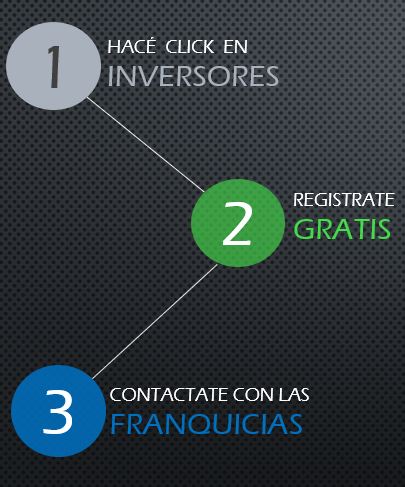 1
HACÉ CLICK EN
INVERSORES
2
REGISTRATE
GRATIS
3
CONTACTATE CON LAS
FRANQUICIAS